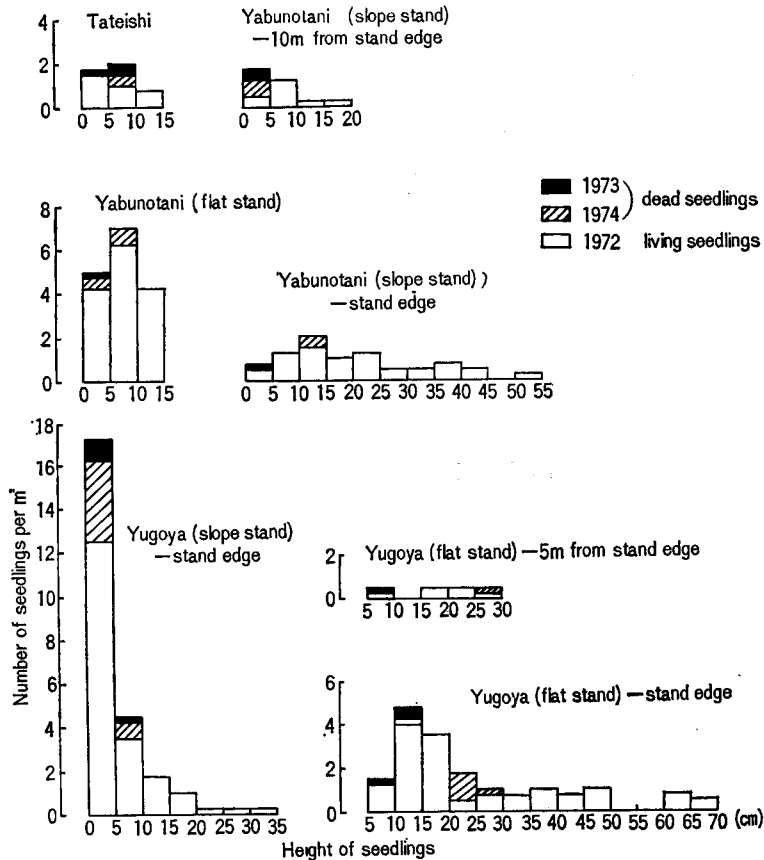 Tateishi
4
2
0
0 5 10 15
Yabunotani (slope stand)
—10m from stand edge
0 5 10 15 20
1973
1974
dead seedlings
1972 living seedlings
Yabunotani (flat stand)
8
6
4
2
0
0 5 10 15
Yabunotani (slope stand))
—stand edge
0 5 10 15 20 25 30 35 40 45 50 55
Number of seedlings per m²
18
16
14
12
10
8
6
4
2
0
Yugoya (slope stand)
—stand edge
0 5 10 15 20 25 30 35
Yugoya (flat stand) —5m from stand edge
2
0
5 10 15 20 25 30
Yugoya (flat stand) —stand edge
6
4
2
0
5 10 15 20 25 30 35 40 45 50 55 60 65 70 (cm)
Height of seedlings